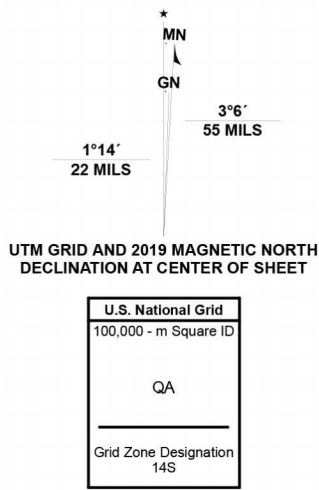 ★
MN
GN
3°6´
55 MILS
1°14´
22 MILS
UTM GRID AND 2019 MAGNETIC NORTH
DECLINATION AT CENTER OF SHEET
U.S. National Grid
100,000 - m Square ID
QA
Grid Zone Designation
14S